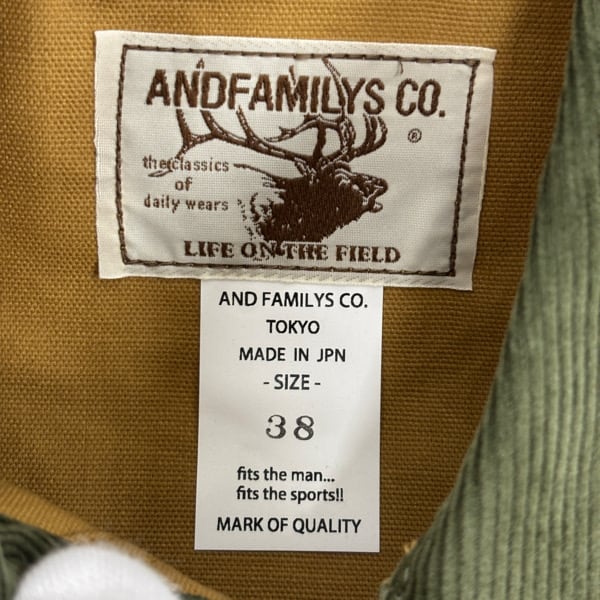 ANDFAMILYS CO.
®
the classics
of
daily wears
LIFE ON THE FIELD
AND FAMILYS CO.
TOKYO
MADE IN JPN
- SIZE -
38
fits the man...
fits the sports!!
MARK OF QUALITY